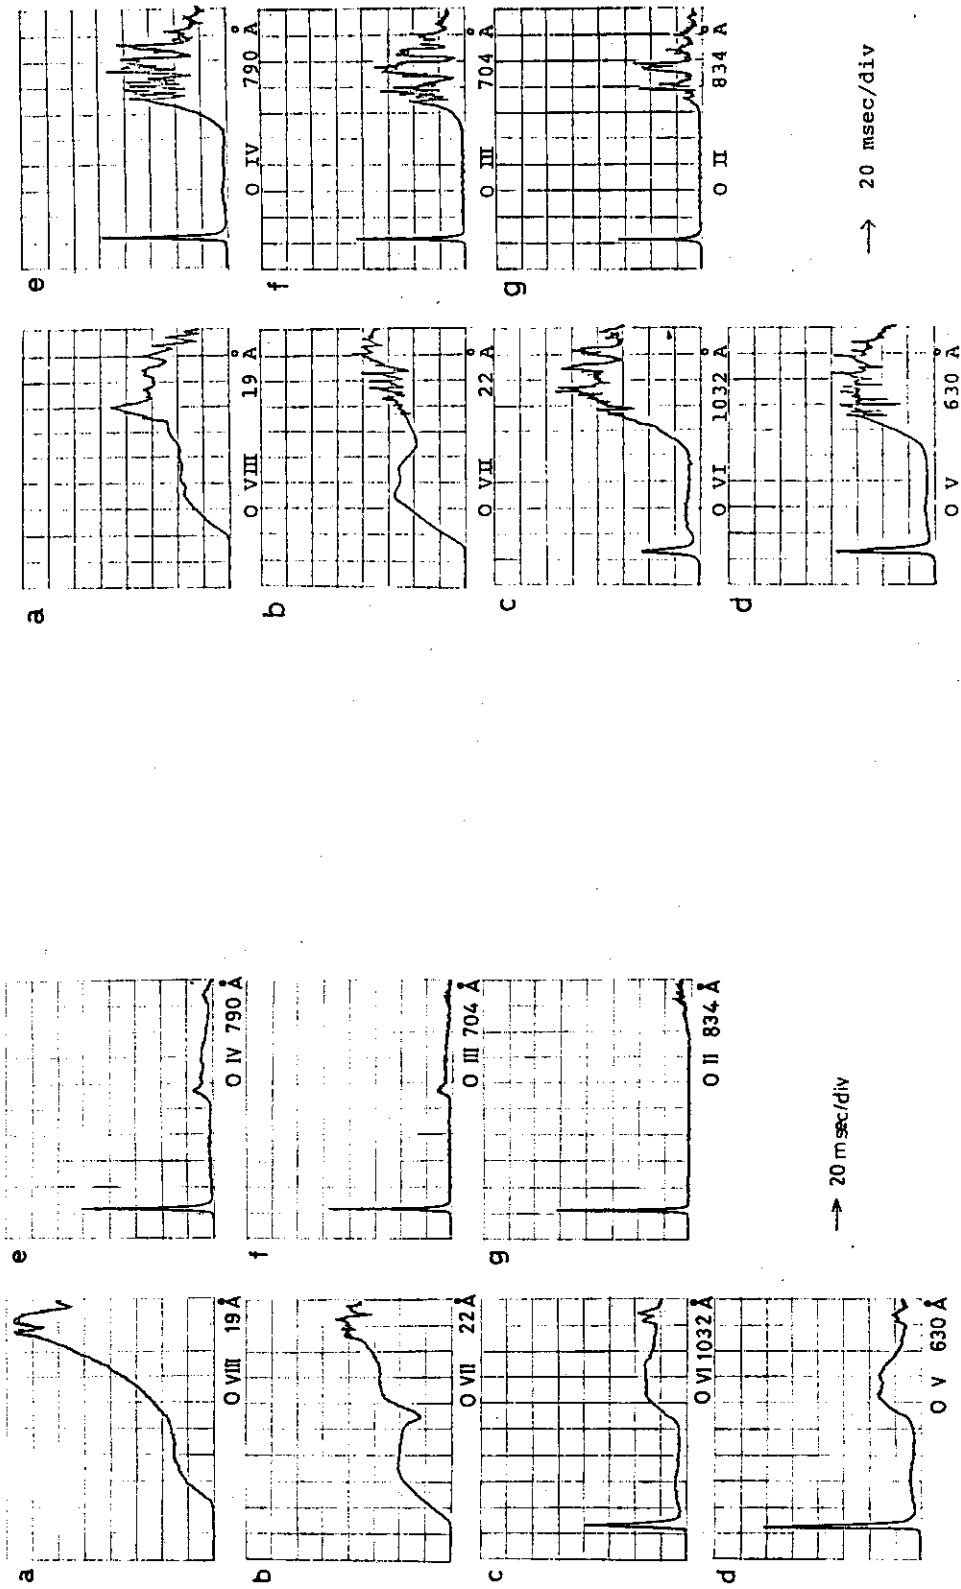 a
O VIII 19 Å
b
O VII 22 Å
c
O VI 1032 Å
d
O V 630 Å
e
O IV 790 Å
f
O III 704 Å
g
O II 834 Å
→ 20 msec/div
a
O VIII 19 Å
b
O VII 22 Å
c
O VI 1032 Å
d
O V 630 Å
e
O IV 790 Å
f
O III 704 Å
g
O II 834 Å
→ 20 msec/div